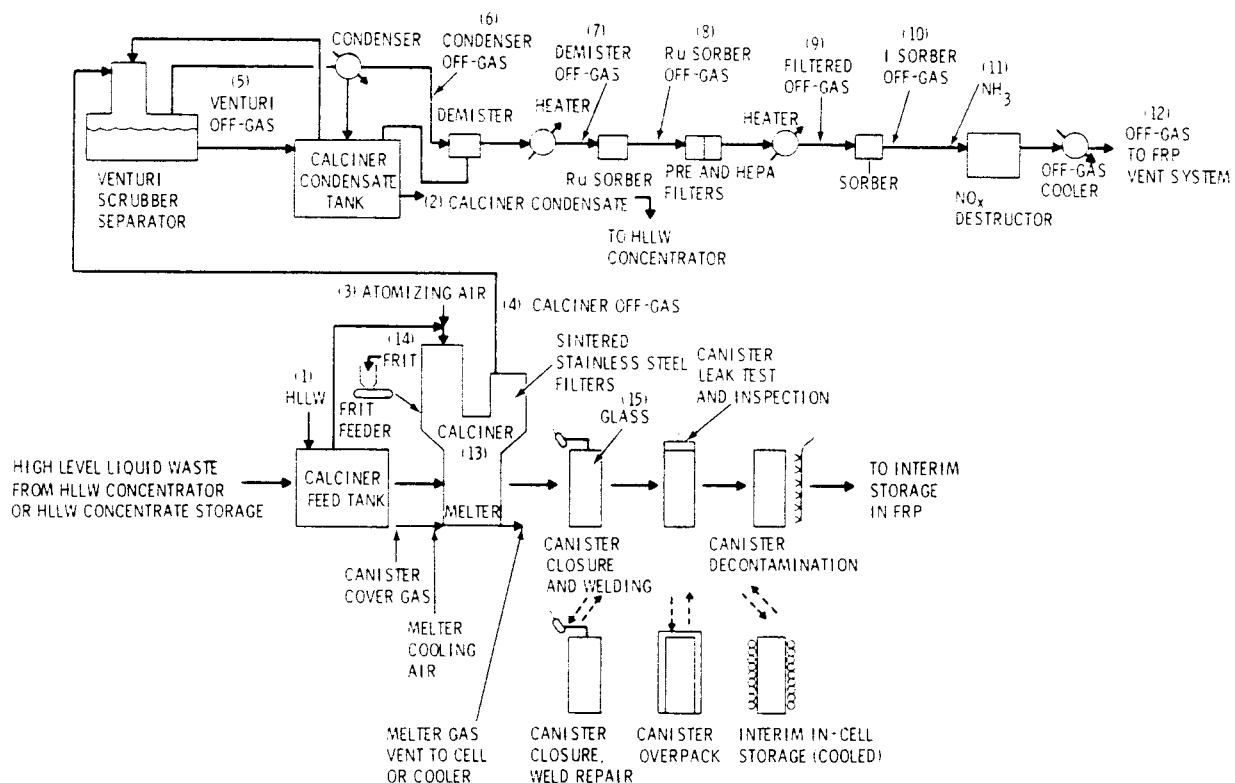 (6)
CONDENSER
OFF-GAS
CONDENSER
(7)
DEMISTER
OFF-GAS
(8)
Ru SORBER
OFF-GAS
(9)
FILTERED
OFF-GAS
(10)
I SORBER
OFF-GAS
(11)
NH3
(12)
OFF-GAS
TO FRP
VENT SYSTEM
(5)
VENTURI
OFF-GAS
DEMISTER
HEATER
HEATER
VENTURI
SCRUBBER
SEPARATOR
CALCINER
CONDENSATE
TANK
Ru SORBER
PRE AND HEPA
FILTERS
SORBER
NOx
DESTRUCTOR
OFF-GAS
COOLER
(2) CALCINER CONDENSATE
TO HLLW
CONCENTRATOR
(3) ATOMIZING AIR
(4) CALCINER OFF-GAS
(14)
FRIT
FRIT
FEEDER
SINTERED
STAINLESS STEEL
FILTERS
CANISTER
LEAK TEST
AND INSPECTION
(1)
HLLW
CALCINER
(13)
(15)
GLASS
HIGH LEVEL LIQUID WASTE
FROM HLLW CONCENTRATOR
OR HLLW CONCENTRATE STORAGE
CALCINER
FEED TANK
MELTER
TO INTERIM
STORAGE
IN FRP
CANISTER
COVER GAS
MELTER
COOLING
AIR
MELTER GAS
VENT TO CELL
OR COOLER
CANISTER
CLOSURE
AND WELDING
CANISTER
DECONTAMINATION
CANISTER
CLOSURE,
WELD REPAIR
CANISTER
OVERPACK
INTERIM IN-CELL
STORAGE (COOLED)